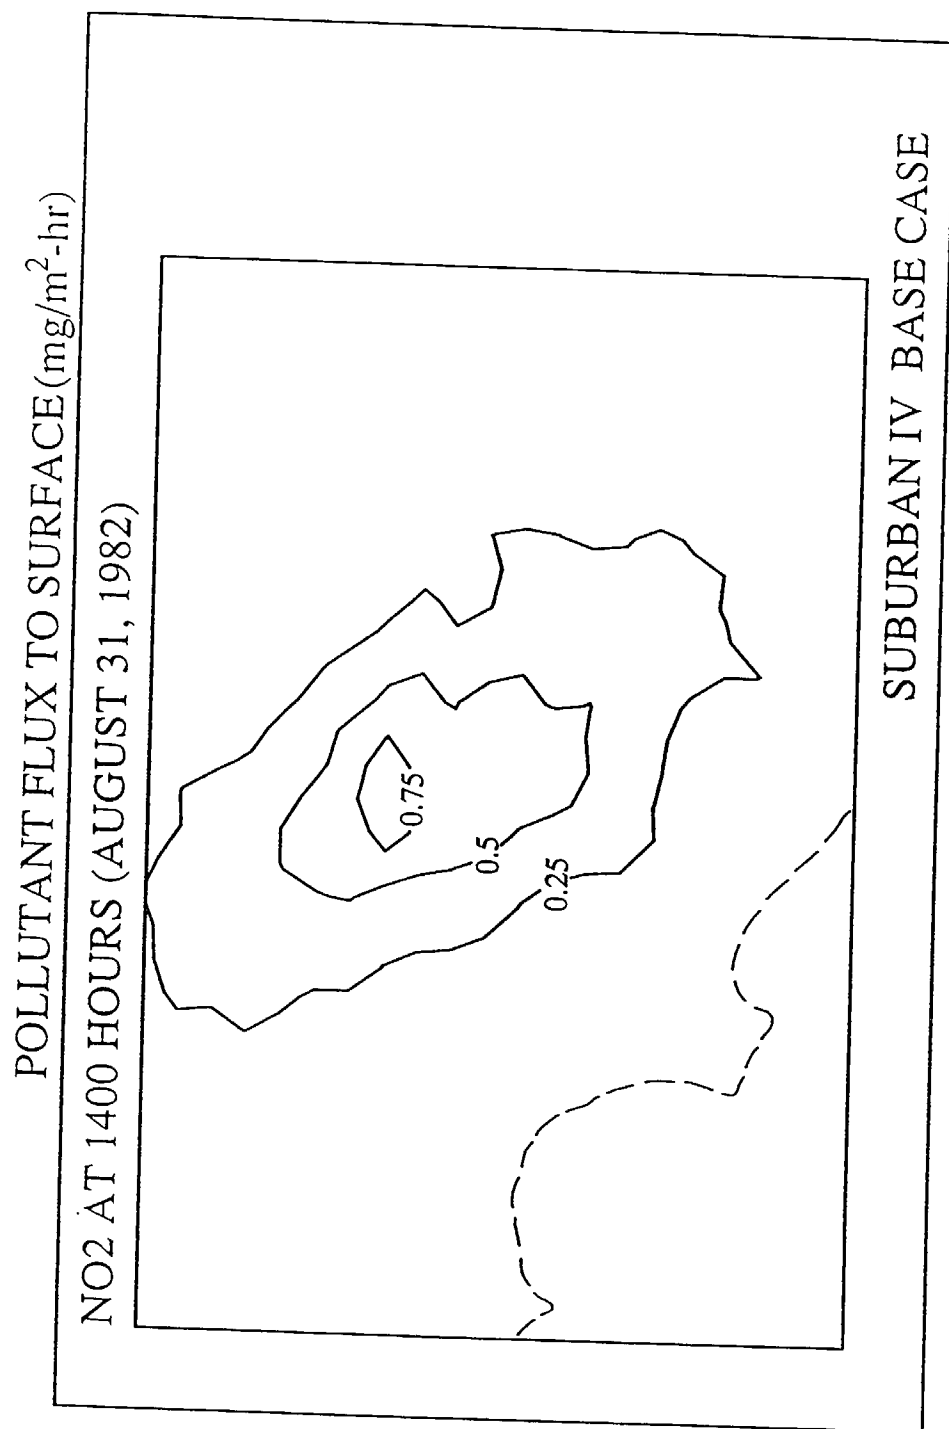 POLLUTANT FLUX TO SURFACE (mg/m²-hr)
NO2 AT 1400 HOURS (AUGUST 31, 1982)
0.75
0.5
0.25
SUBURBAN IV BASE CASE